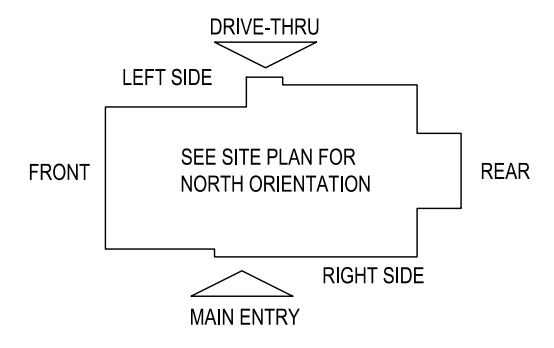 DRIVE-THRU
LEFT SIDE
FRONT
SEE SITE PLAN FOR
NORTH ORIENTATION
REAR
RIGHT SIDE
MAIN ENTRY